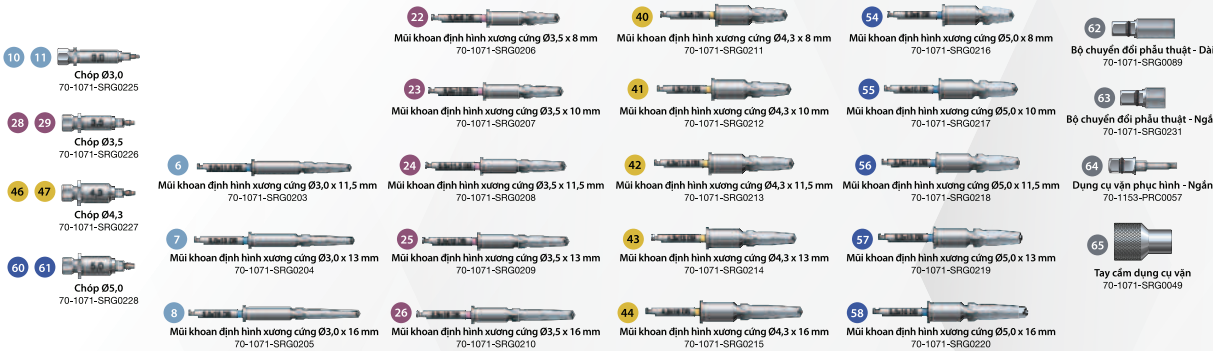 10 11
Chóp Ø3,0
70-1071-SRG0225
28 29
Chóp Ø3,5
70-1071-SRG0226
46 47
Chóp Ø4,3
70-1071-SRG0227
60 61
Chóp Ø5,0
70-1071-SRG0228
6
Mũi khoan định hình xương cứng Ø3,0 x 11,5 mm
70-1071-SRG0203
7
Mũi khoan định hình xương cứng Ø3,0 x 13 mm
70-1071-SRG0204
8
Mũi khoan định hình xương cứng Ø3,0 x 16 mm
70-1071-SRG0205
22
Mũi khoan định hình xương cứng Ø3,5 x 8 mm
70-1071-SRG0206
23
Mũi khoan định hình xương cứng Ø3,5 x 10 mm
70-1071-SRG0207
24
Mũi khoan định hình xương cứng Ø3,5 x 11,5 mm
70-1071-SRG0208
25
Mũi khoan định hình xương cứng Ø3,5 x 13 mm
70-1071-SRG0209
26
Mũi khoan định hình xương cứng Ø3,5 x 16 mm
70-1071-SRG0210
40
Mũi khoan định hình xương cứng Ø4,3 x 8 mm
70-1071-SRG0211
41
Mũi khoan định hình xương cứng Ø4,3 x 10 mm
70-1071-SRG0212
42
Mũi khoan định hình xương cứng Ø4,3 x 11,5 mm
70-1071-SRG0213
43
Mũi khoan định hình xương cứng Ø4,3 x 13 mm
70-1071-SRG0214
44
Mũi khoan định hình xương cứng Ø4,3 x 16 mm
70-1071-SRG0215
54
Mũi khoan định hình xương cứng Ø5,0 x 8 mm
70-1071-SRG0216
55
Mũi khoan định hình xương cứng Ø5,0 x 10 mm
70-1071-SRG0217
56
Mũi khoan định hình xương cứng Ø5,0 x 11,5 mm
70-1071-SRG0218
57
Mũi khoan định hình xương cứng Ø5,0 x 13 mm
70-1071-SRG0219
58
Mũi khoan định hình xương cứng Ø5,0 x 16 mm
70-1071-SRG0220
62
Bộ chuyển đổi phẫu thuật - Dài
70-1071-SRG0089
63
Bộ chuyển đổi phẫu thuật - Ngắ
70-1071-SRG0231
64
Dụng cụ vặn phục hình - Ngắn
70-1153-PRC0057
65
Tay cầm dụng cụ vặn
70-1071-SRG0049